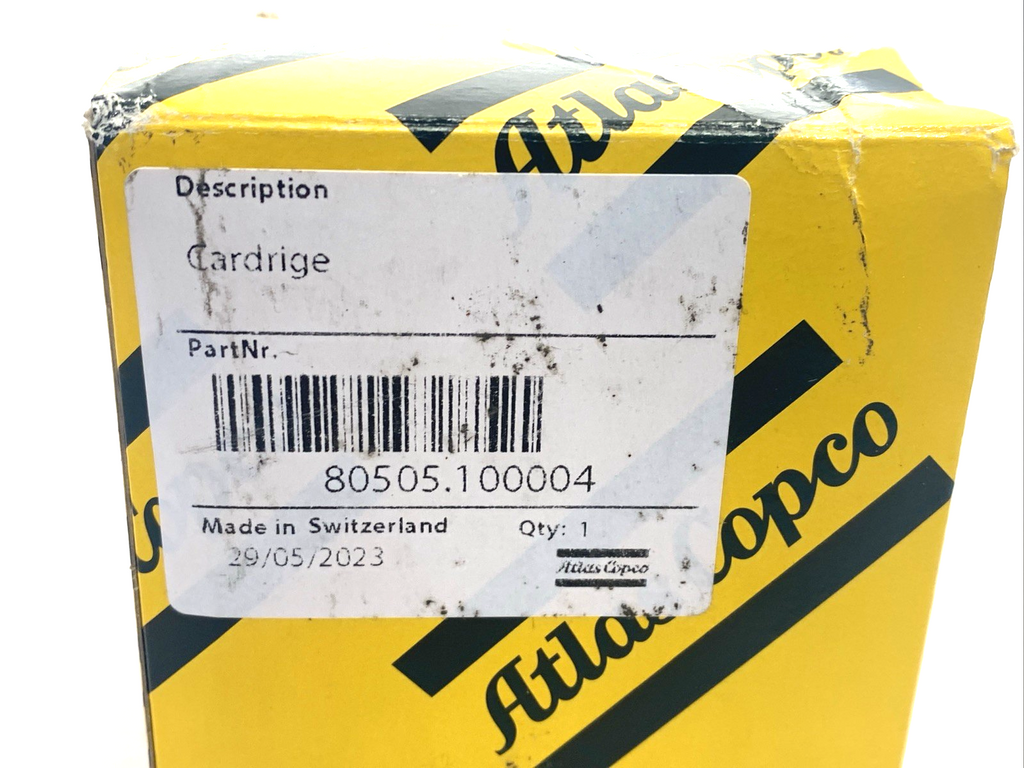 Atlas Copco
Description
Cardrige
PartNr.
80505.100004
Made in Switzerland Qty: 1
29/05/2023
Atlas Copco
Atlas Copco